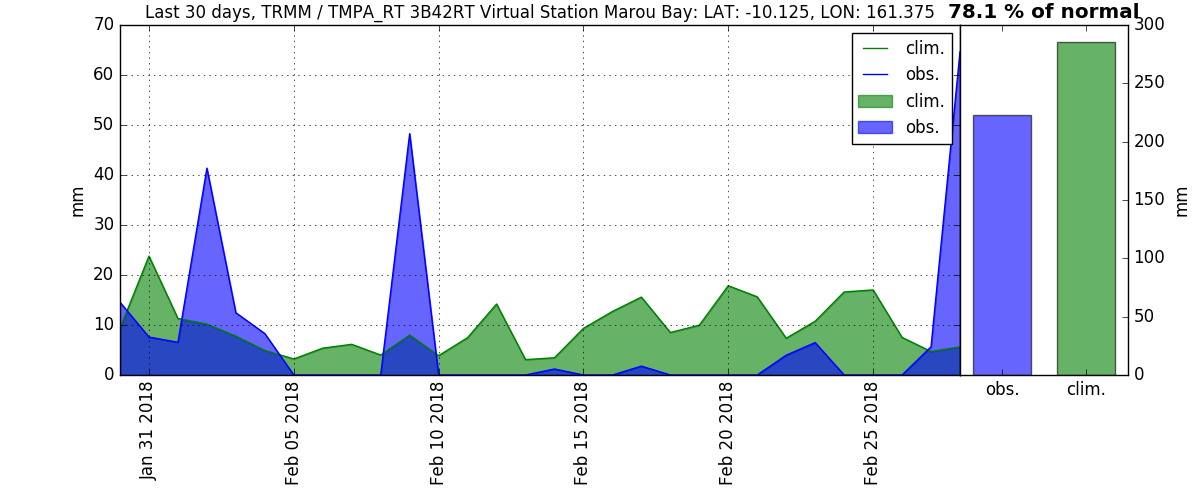 Last 30 days, TRMM / TMPA_RT 3B42RT Virtual Station Marou Bay: LAT: -10.125, LON: 161.375 78.1 % of normal
70
60
50
40
30
20
10
0
mm
clim.
obs.
clim.
obs.
Jan 31 2018
Feb 05 2018
Feb 10 2018
Feb 15 2018
Feb 20 2018
Feb 25 2018
300
250
200
150
100
50
0
mm
obs. clim.